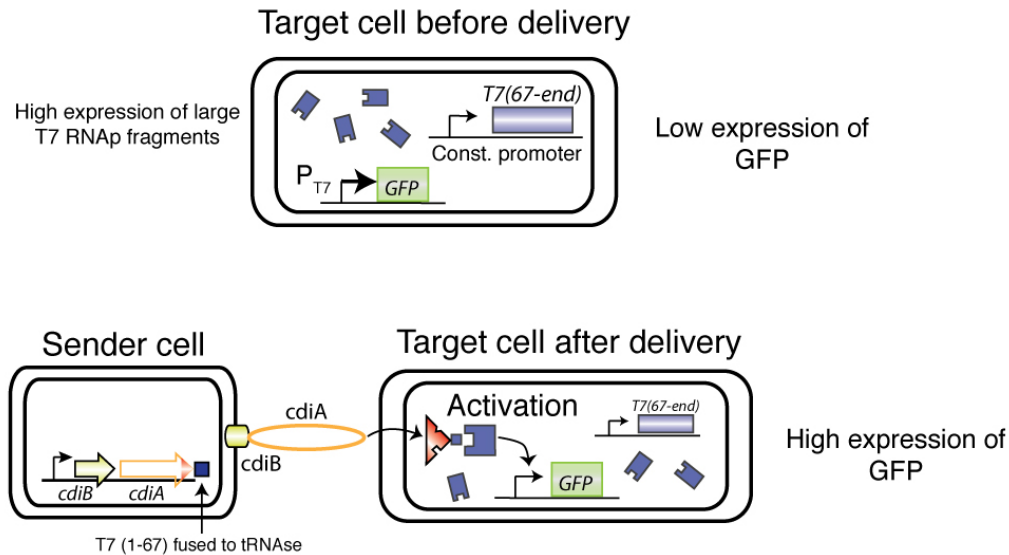 Target cell before delivery
High expression of large
T7 RNAp fragments
T7(67-end)
Const. promoter
PT7
GFP
Low expression of
GFP
Sender cell
Target cell after delivery
cdiA
cdiB
cdiB
cdiA
T7 (1-67) fused to tRNAse
Activation
T7(67-end)
GFP
High expression of
GFP